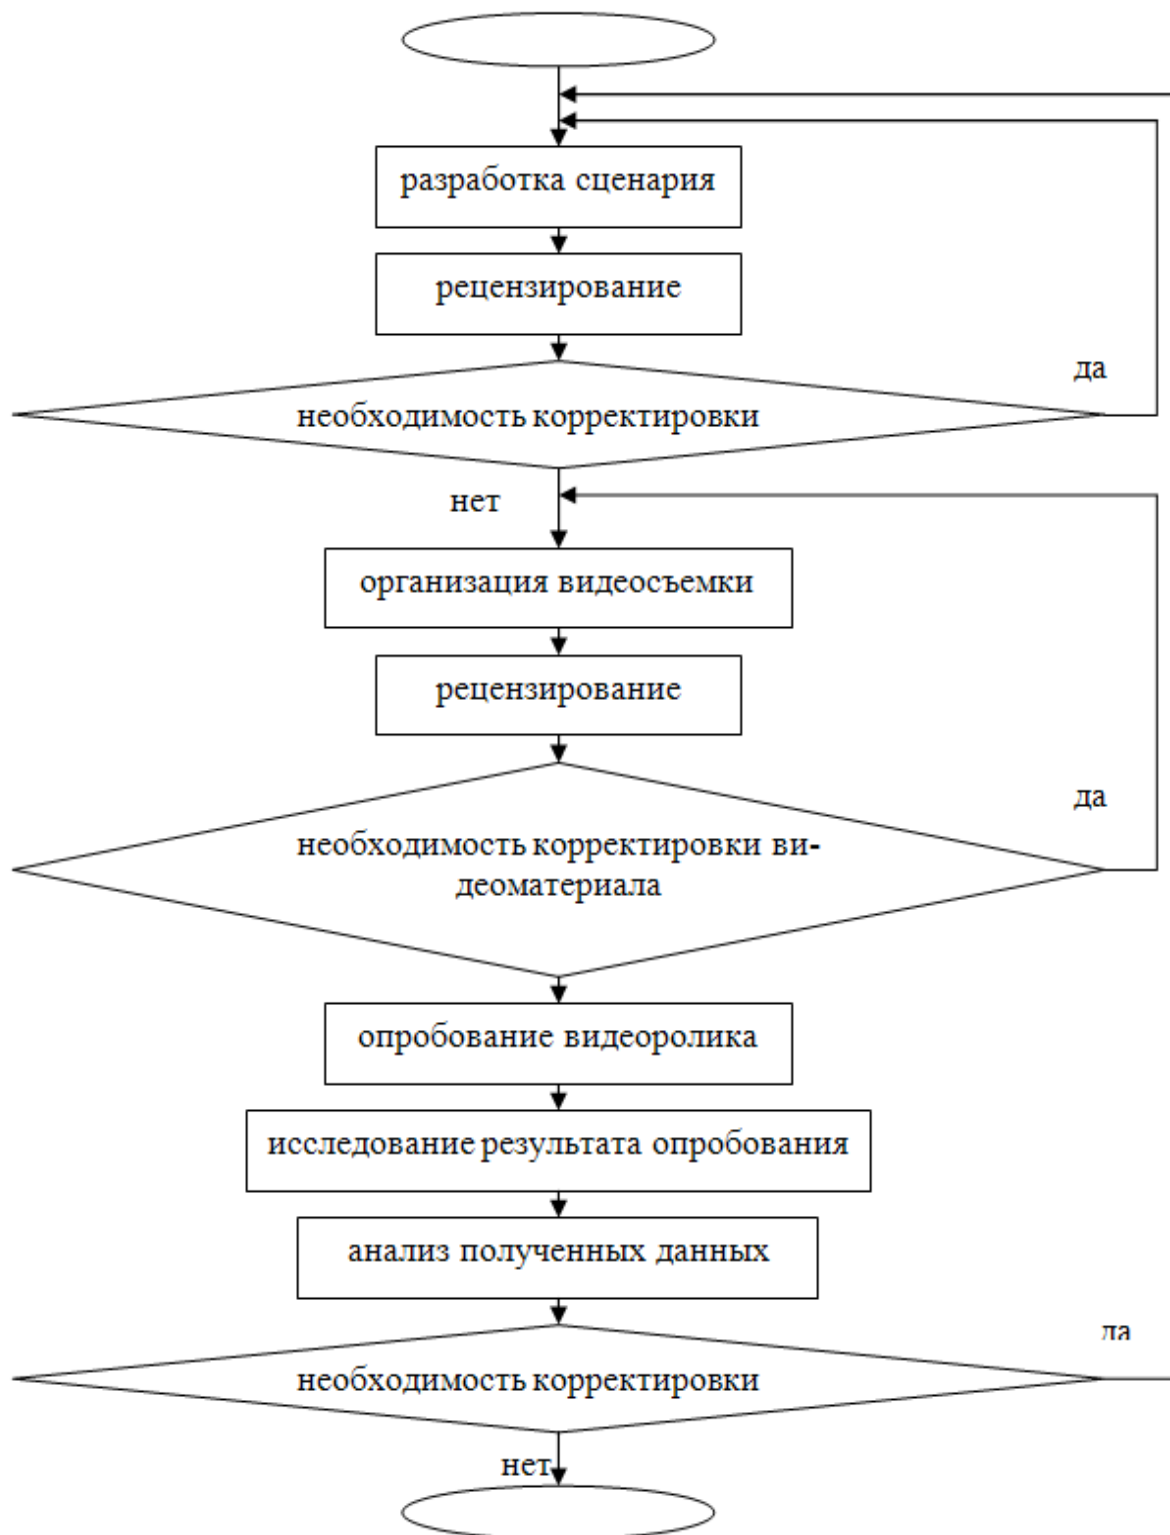 разработка сценария
рецензирование
да
необходимость корректировки
нет
организация видеосъемки
рецензирование
да
необходимость корректировки ви-
деоматериала
опробование видеоролика
исследование результата опробования
анализ полученных данных
да
необходимость корректировки
нет